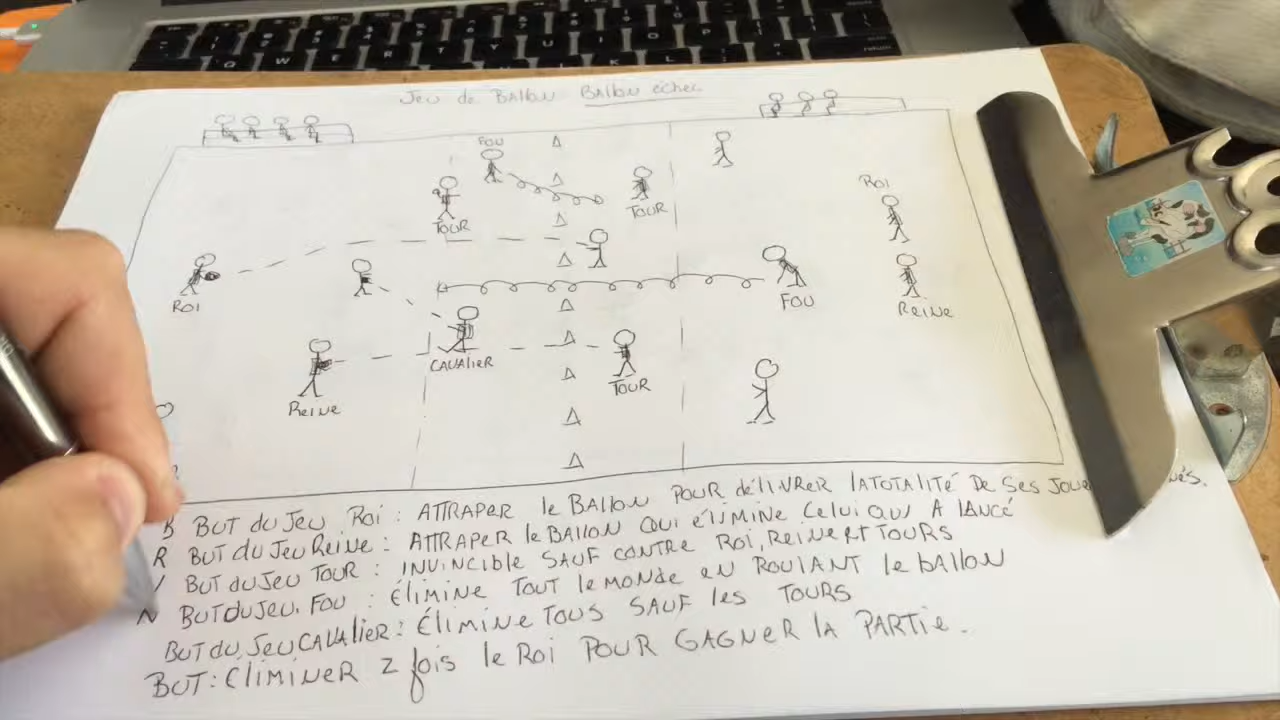 Jeu de BALLON BALLON échec
FOU
TOUR
TOUR
ROI
ROI
FOU
ReiNe
CAVALieR
TOUR
ReiNe
B BUT du Jeu Roi : ATTRAPER le BALLON POUR déliVRER LATOTALITÉ De Ses
R BUT du Jeu Reine : ATTRAPER le BALLON QUI éliMINE Celui QUI A lANCÉ
V BUT du Jeu TOUR : INVINCIBLE SAUF CONTRE ROI, ReiNe eT TOURS
N BUT DU Jeu. FOU : éliMINE TOUT le MONDE eN ROULANT le bALLON
BUT du Jeu CAVAlieR : ÉliMINe TOUS SAUF les TOURS
BUT : ÉLIMINER 2 fois le Roi POUR GAGNER LA PARTIE.
Q W E R T Y U I O P
K L
return